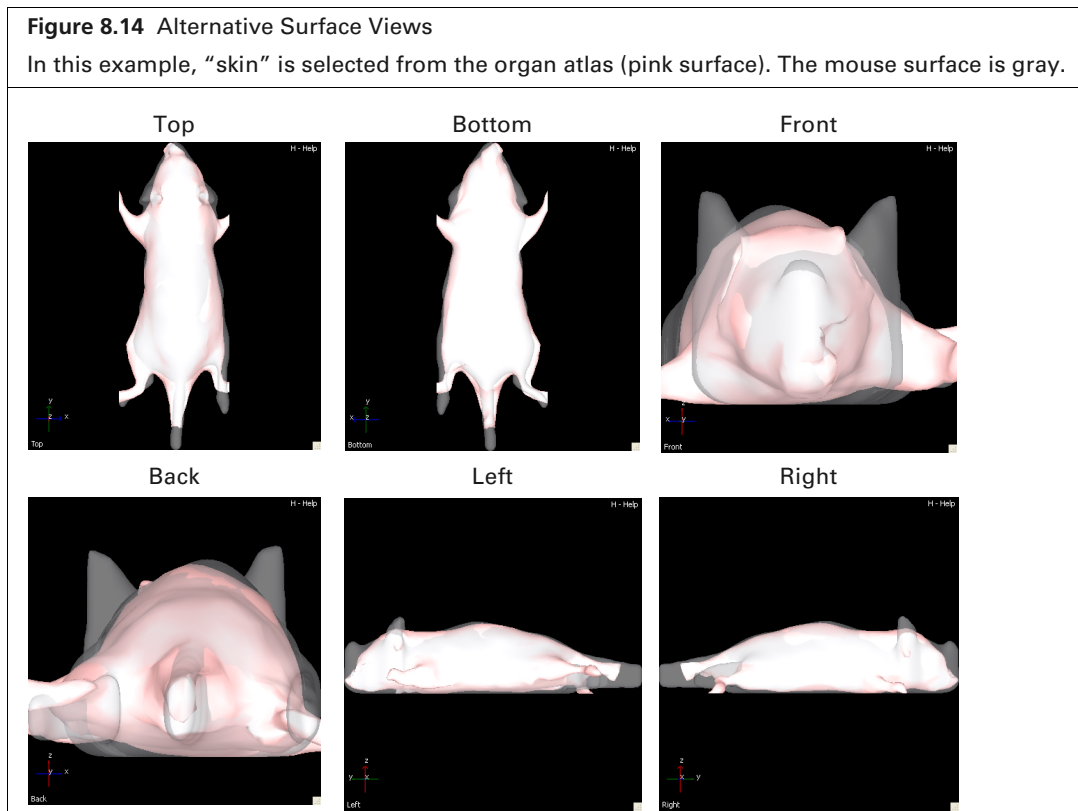 Figure 8.14 Alternative Surface Views
In this example, “skin” is selected from the organ atlas (pink surface). The mouse surface is gray.
Top
Bottom
Front
H - Help
H - Help
H - Help
y
z x
Top
y
x z
Bottom
z
x y
Front
Back
Left
Right
H - Help
H - Help
H - Help
z
y x
Back
z
y x
Left
z
x y
Right